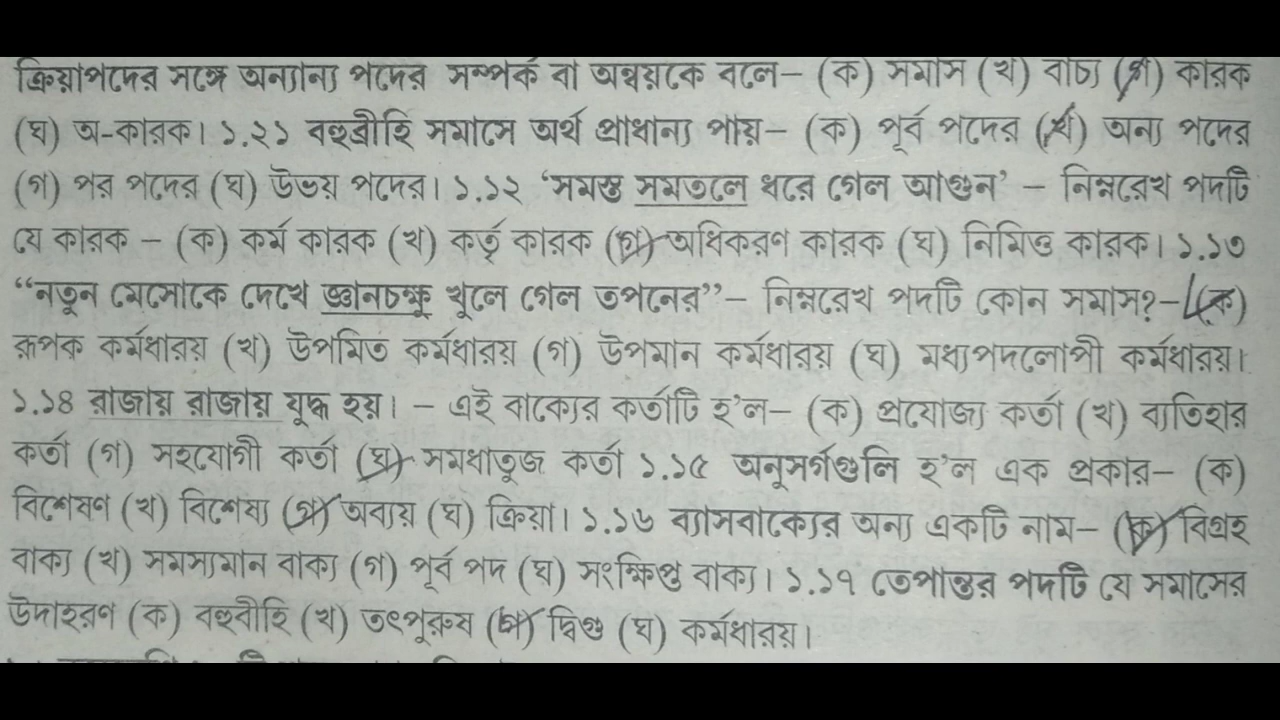 ক্রিয়াপদের সঙ্গে অন্যান্য পদের সম্পর্ক বা অন্বয়কে বলে– (ক) সমাস (খ) বাচ্য (গ) কারক
(ঘ) অ-কারক। ১.২১ বহুব্রীহি সমাসে অর্থ প্রাধান্য পায়– (ক) পূর্ব পদের (খ) অন্য পদের
(গ) পর পদের (ঘ) উভয় পদের। ১.১২ ‘সমস্ত সমতলে ধরে গেল আগুন’ – নিম্নরেখ পদটি
যে কারক – (ক) কর্ম কারক (খ) কর্তৃ কারক (গ) অধিকরণ কারক (ঘ) নিমিত্ত কারক। ১.১৩
“নতুন মেসোকে দেখে জ্ঞানচক্ষু খুলে গেল তপনের”– নিম্নরেখ পদটি কোন সমাস?– (ক)
রূপক কর্মধারয় (খ) উপমিত কর্মধারয় (গ) উপমান কর্মধারয় (ঘ) মধ্যপদলোপী কর্মধারয়।
১.১৪ রাজায় রাজায় যুদ্ধ হয়। – এই বাক্যের কর্তাটি হ’ল– (ক) প্রযোজ্য কর্তা (খ) ব্যতিহার
কর্তা (গ) সহযোগী কর্তা (ঘ) সমধাতুজ কর্তা ১.১৫ অনুসর্গগুলি হ’ল এক প্রকার– (ক)
বিশেষণ (খ) বিশেষ্য (গ) অব্যয় (ঘ) ক্রিয়া। ১.১৬ ব্যাসবাক্যের অন্য একটি নাম– (ক) বিগ্রহ
বাক্য (খ) সমস্যমান বাক্য (গ) পূর্ব পদ (ঘ) সংক্ষিপ্ত বাক্য। ১.১৭ তেপান্তর পদটি যে সমাসের
উদাহরণ (ক) বহুব্রীহি (খ) তৎপুরুষ (গ) দ্বিগু (ঘ) কর্মধারয়।